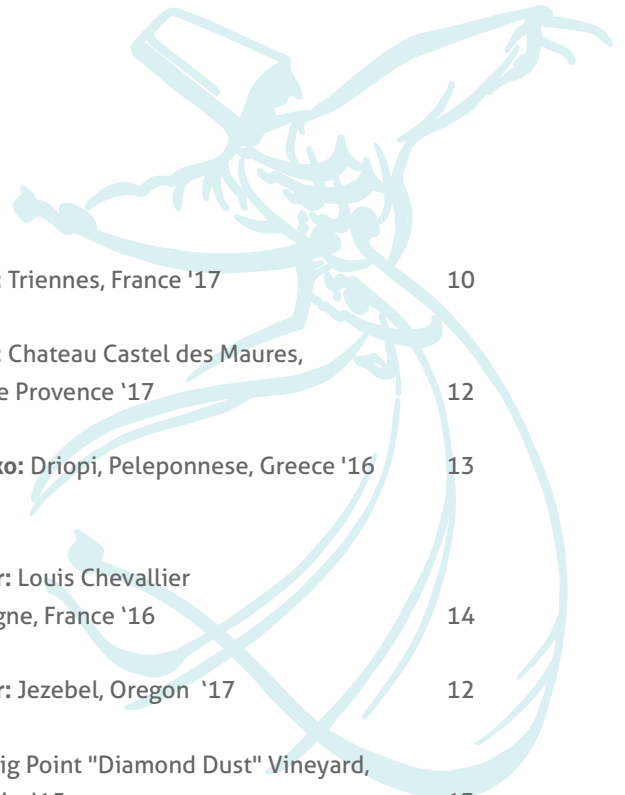 : Triennes, France '17 10
: Chateau Castel des Maures,
e Provence ‘17 12
xo: Driopi, Peleponnese, Greece '16 13
r: Louis Chevallier
gne, France ‘16 14
r: Jezebel, Oregon ‘17 12
ig Point "Diamond Dust" Vineyard,